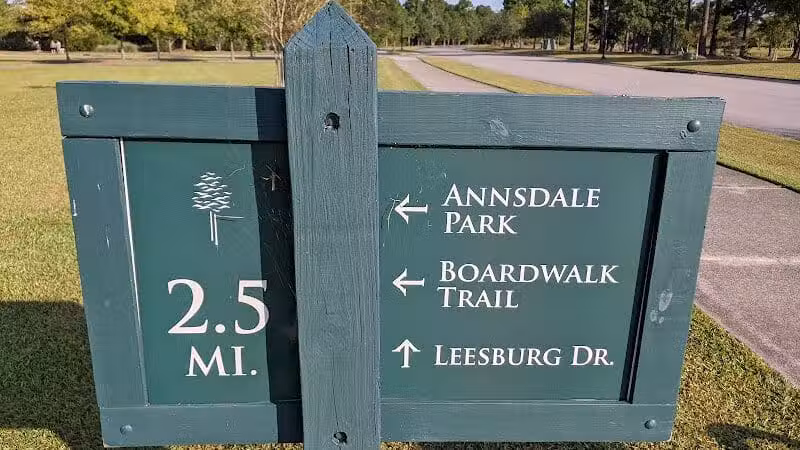 2.5
MI.
← ANNSDALE
PARK
← BOARDWALK
TRAIL
↑ LEESBURG DR.